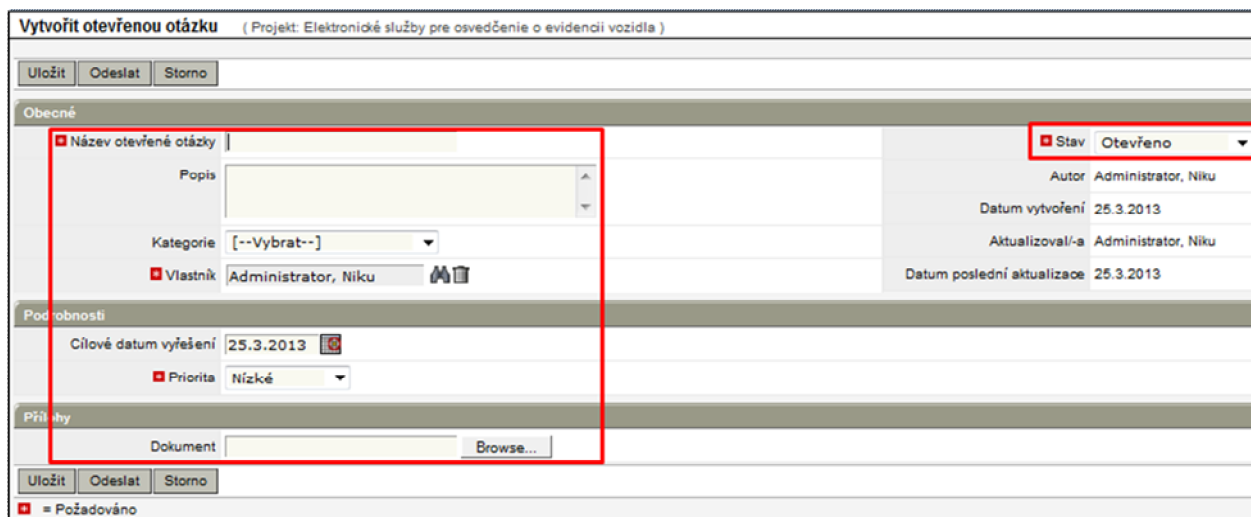 Vytvořit otevřenou otázku ( Projekt: Elektronické služby pre osvedčenie o evidencii vozidla )
Uložit Odeslat Storno
Obecné
Název otevřené otázky
Stav Otevřeno
Popis
Autor Administrator, Niku
Datum vytvoření 25.3.2013
Kategorie [--Vybrat--]
Aktualizoval/-a Administrator, Niku
Vlastník Administrator, Niku
Datum poslední aktualizace 25.3.2013
Podrobnosti
Cílové datum vyřešení 25.3.2013
Priorita Nízké
Přílohy
Dokument Browse...
Uložit Odeslat Storno
= Požadováno